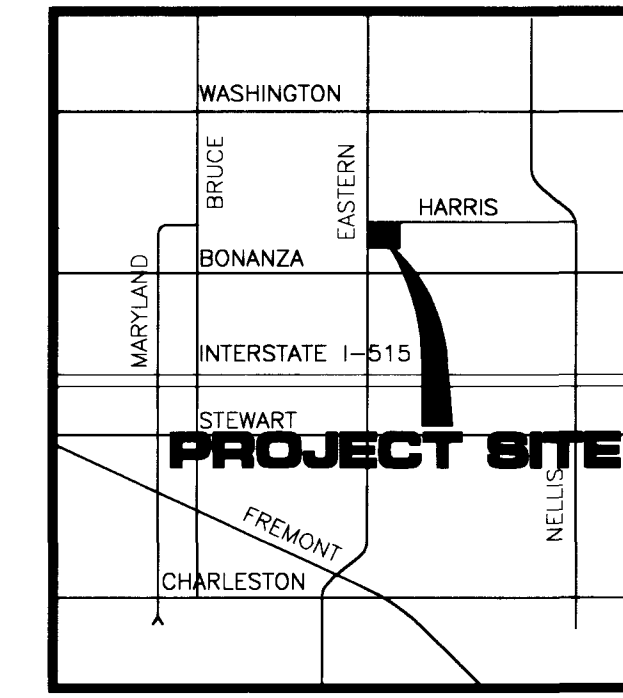 WASHINGTON
BRUCE
EASTERN
HARRIS
BONANZA
MARYLAND
INTERSTATE I-515
STEWART
PROJECT SITE
NELLIS
FREMONT
CHARLESTON